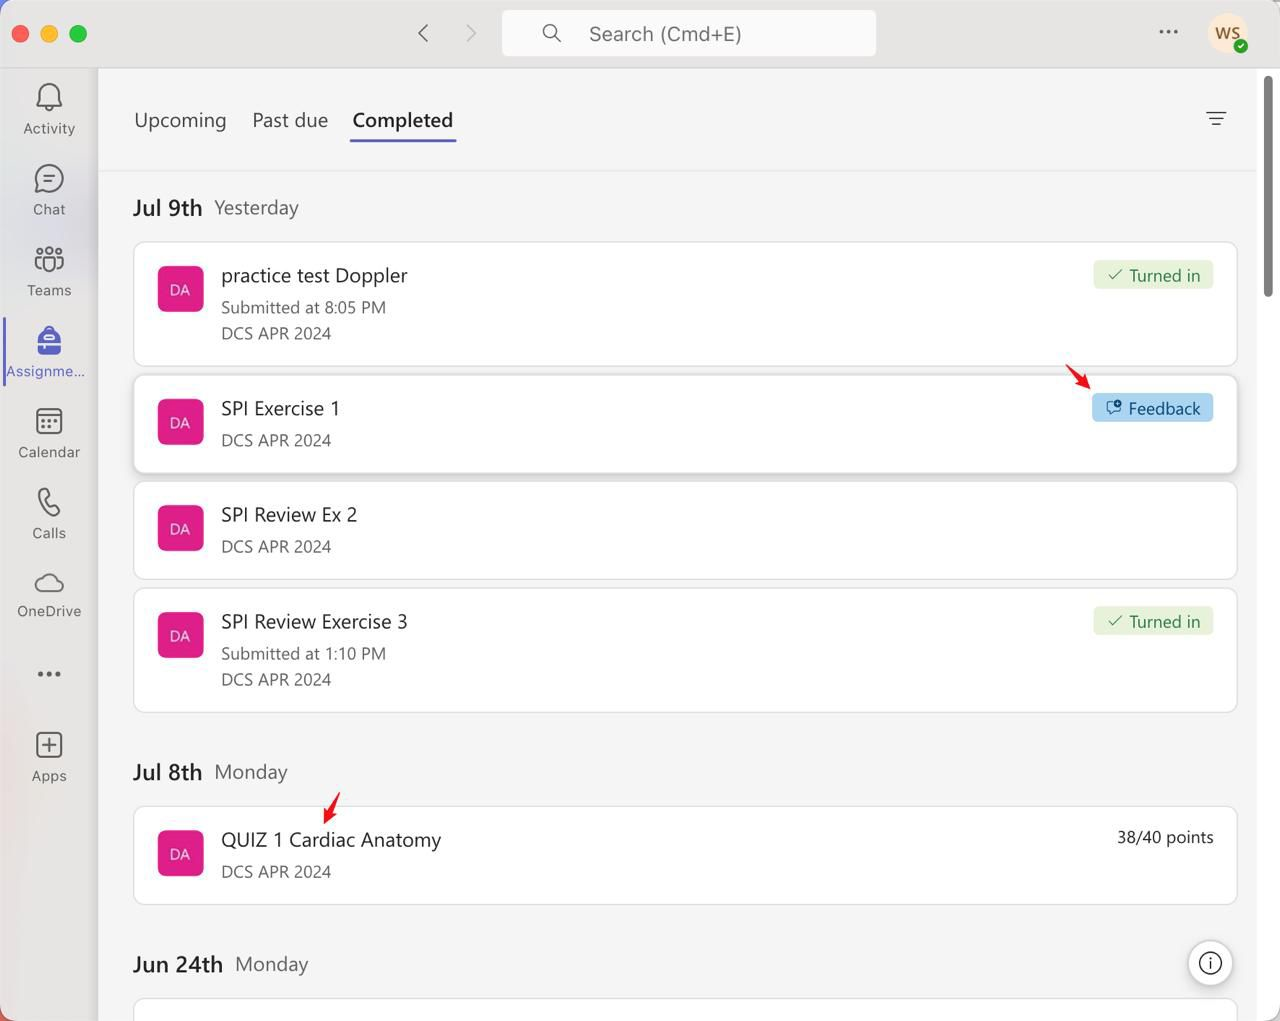 Search (Cmd+E)
WS
Activity
Chat
Teams
Assignme...
Calendar
Calls
OneDrive
Apps
Upcoming
Past due
Completed
Jul 9th Yesterday
DA
practice test Doppler
Turned in
Submitted at 8:05 PM
DCS APR 2024
DA
SPI Exercise 1
Feedback
DCS APR 2024
DA
SPI Review Ex 2
DCS APR 2024
DA
SPI Review Exercise 3
Turned in
Submitted at 1:10 PM
DCS APR 2024
Jul 8th Monday
DA
QUIZ 1 Cardiac Anatomy
38/40 points
DCS APR 2024
Jun 24th Monday